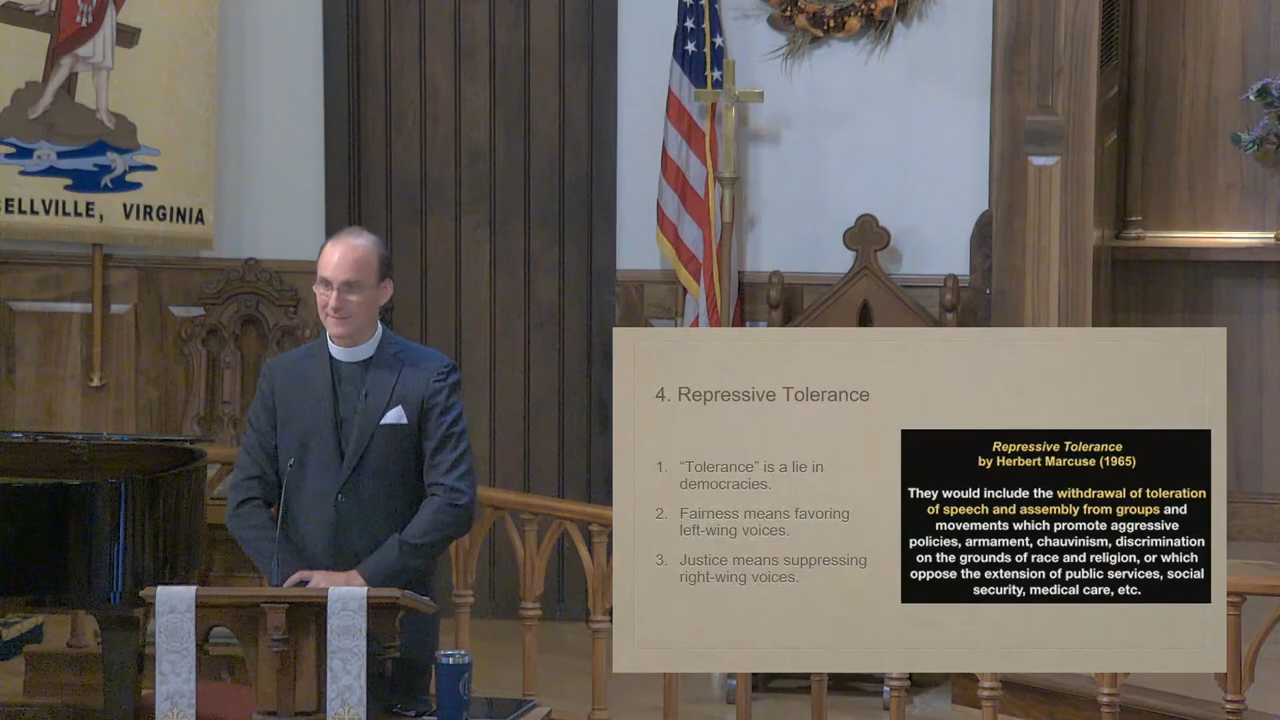 VIRGINIA
4. Repressive Tolerance
1. “Tolerance” is a lie in
democracies.
2. Fairness means favoring
left-wing voices.
3. Justice means suppressing
right-wing voices.
Repressive Tolerance
by Herbert Marcuse (1965)
They would include the withdrawal of toleration
of speech and assembly from groups and
movements which promote aggressive
policies, armament, chauvinism, discrimination
on the grounds of race and religion, or which
oppose the extension of public services, social
security, medical care, etc.